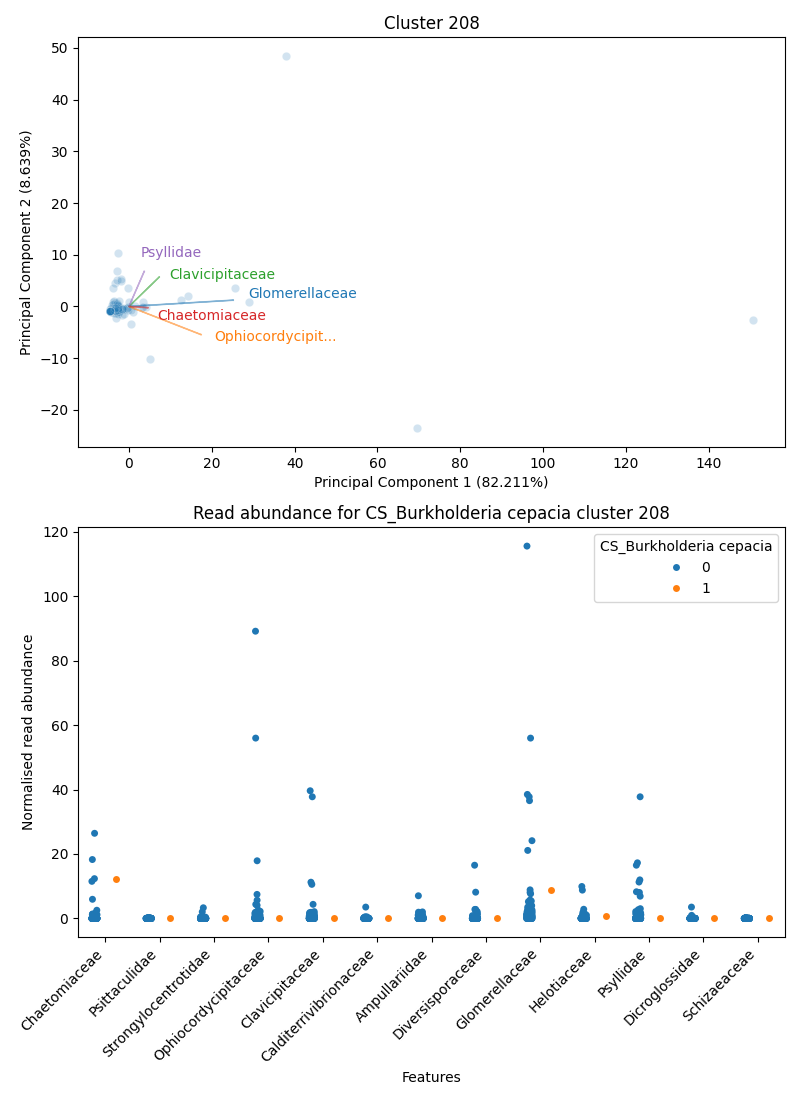 Cluster 208
Principal Component 2 (8.639%)
50
40
30
20
10
0
−10
−20
Psyllidae
Clavicipitaceae
Glomerellaceae
Chaetomiaceae
Ophiocordycipit...
0 20 40 60 80 100 120 140
Principal Component 1 (82.211%)
Read abundance for CS_Burkholderia cepacia cluster 208
Normalised read abundance
120
100
80
60
40
20
0
CS_Burkholderia cepacia
0
1
Chaetomiaceae
Psittaculidae
Strongylocentrotidae
Ophiocordycipitaceae
Clavicipitaceae
Calditerrivibrionaceae
Ampullariidae
Diversisporaceae
Glomerellaceae
Helotiaceae
Psyllidae
Dicroglossidae
Schizaeaceae
Features